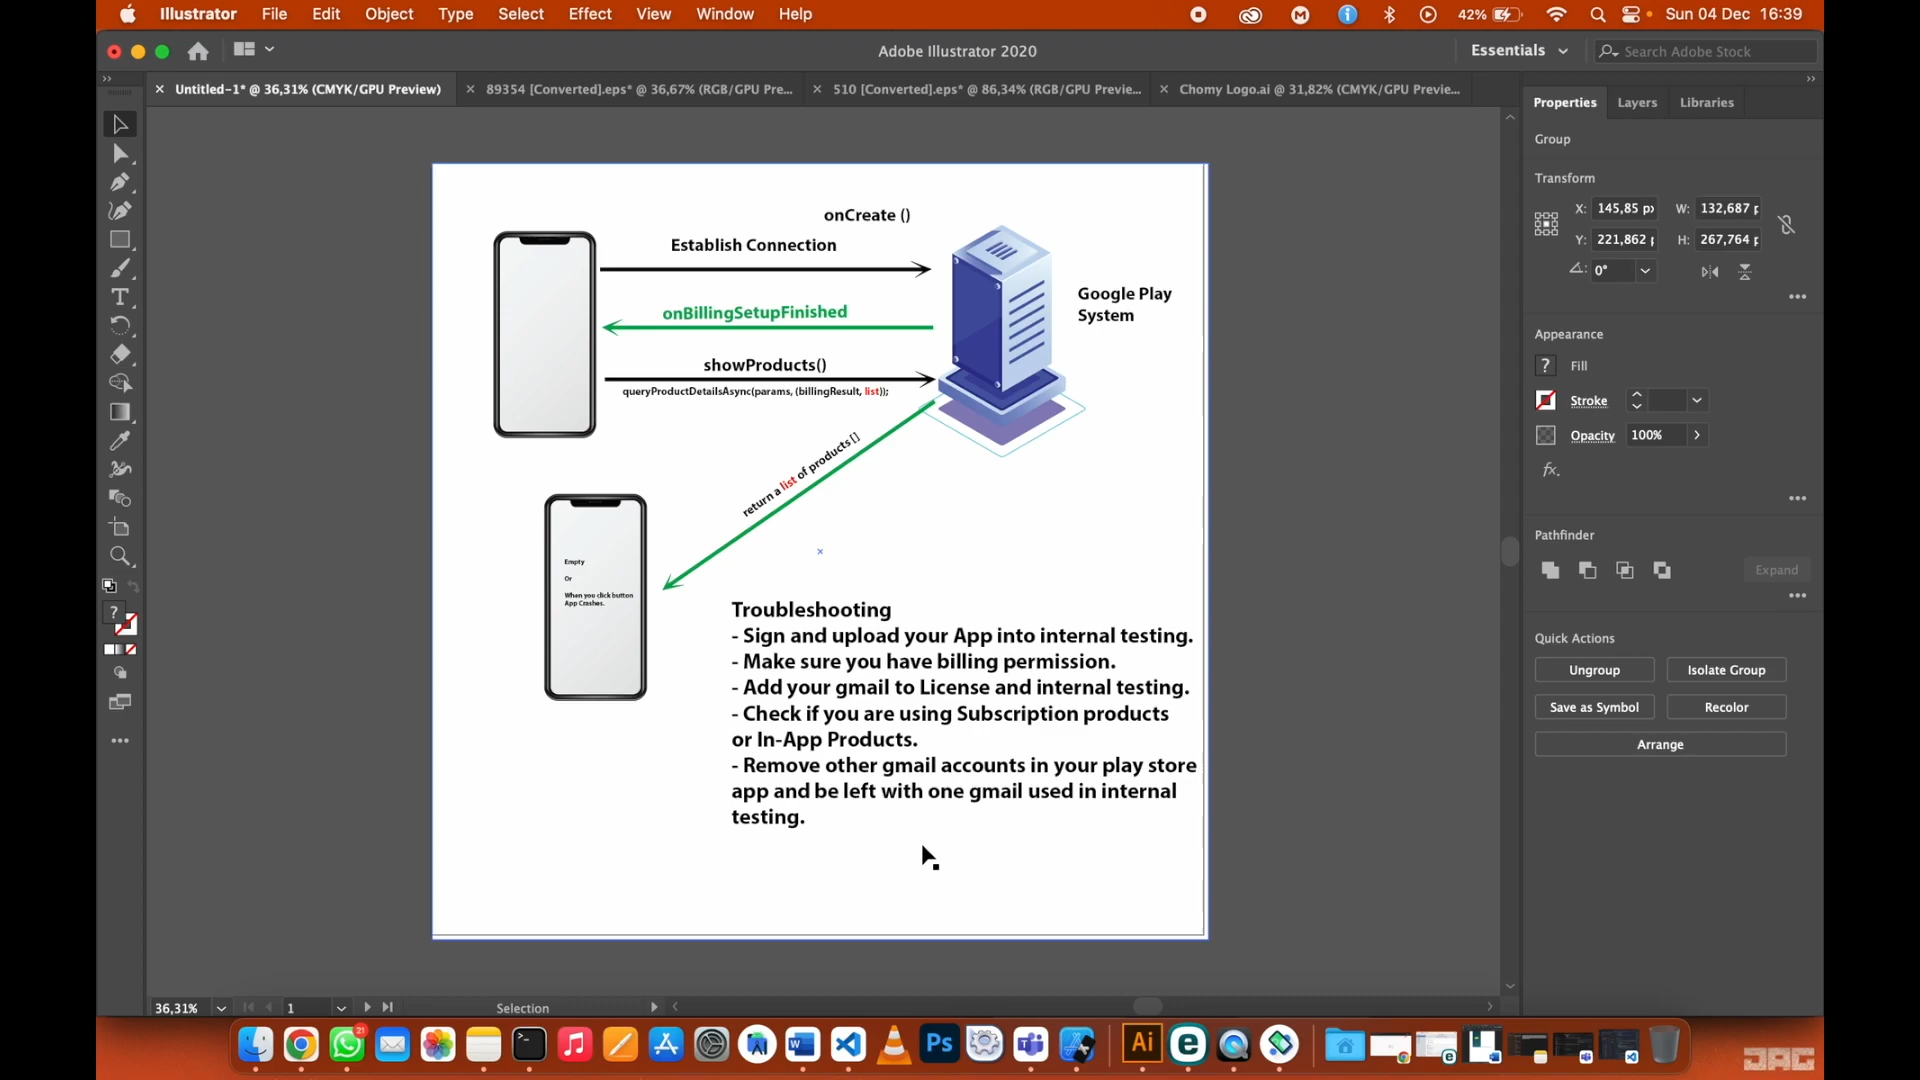 Illustrator File Edit Object Type Select Effect View Window Help
42% Sun 04 Dec 16:39
Adobe Illustrator 2020
Essentials
Search Adobe Stock
Untitled-1* @ 36,31% (CMYK/GPU Preview)
89354 [Converted].eps* @ 36,67% (RGB/GPU Pre...
510 [Converted].eps* @ 86,34% (RGB/GPU Previe...
Chomy Logo.ai @ 31,82% (CMYK/GPU Previe...
Properties Layers Libraries
Group
Transform
X: 145,85 px W: 132,687 p
Y: 221,862 p H: 267,764 p
0°
Appearance
? Fill
Stroke
Opacity 100%
fx.
Pathfinder
Expand
Quick Actions
Ungroup Isolate Group
Save as Symbol Recolor
Arrange
onCreate ()
Establish Connection
Google Play
System
onBillingSetupFinished
showProducts()
queryProductDetailsAsync(params, (billingResult, list));
return a list of products []
Empty
Or
When you click button
App Crashes.
Troubleshooting
- Sign and upload your App into internal testing.
- Make sure you have billing permission.
- Add your gmail to License and internal testing.
- Check if you are using Subscription products
or In-App Products.
- Remove other gmail accounts in your play store
app and be left with one gmail used in internal
testing.
?
36,31% 1 Selection
21
Ps
Ai
JAG